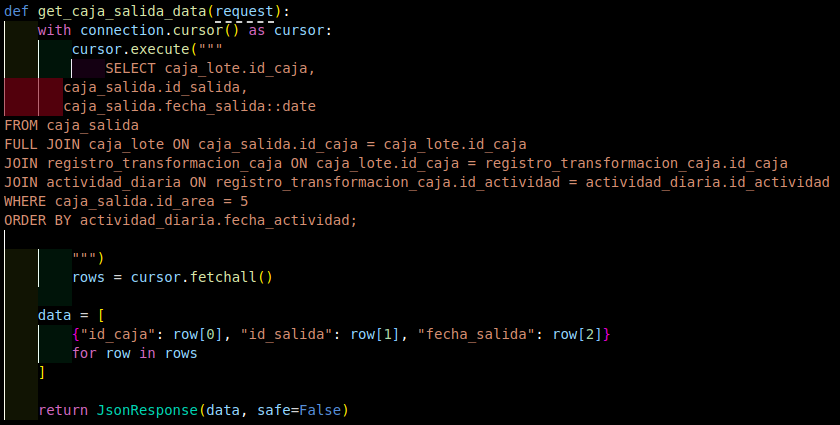 def get_caja_salida_data(request):
    with connection.cursor() as cursor:
        cursor.execute("""
            SELECT caja_lote.id_caja,
       caja_salida.id_salida,
       caja_salida.fecha_salida::date
FROM caja_salida
FULL JOIN caja_lote ON caja_salida.id_caja = caja_lote.id_caja
JOIN registro_transformacion_caja ON caja_lote.id_caja = registro_transformacion_caja.id_caja
JOIN actividad_diaria ON registro_transformacion_caja.id_actividad = actividad_diaria.id_actividad
WHERE caja_salida.id_area = 5
ORDER BY actividad_diaria.fecha_actividad;
        """)
        rows = cursor.fetchall()
    data = [
        {"id_caja": row[0], "id_salida": row[1], "fecha_salida": row[2]}
        for row in rows
    ]
    return JsonResponse(data, safe=False)